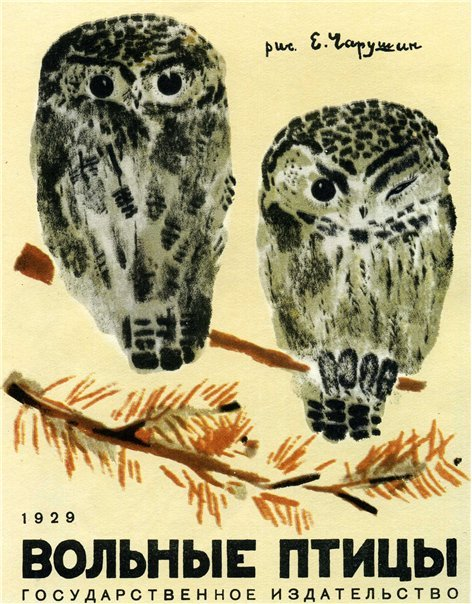 рис. Е. Чарушин
1929
ВОЛЬНЫЕ ПТИЦЫ
ГОСУДАРСТВЕННОЕ ИЗДАТЕЛЬСТВО